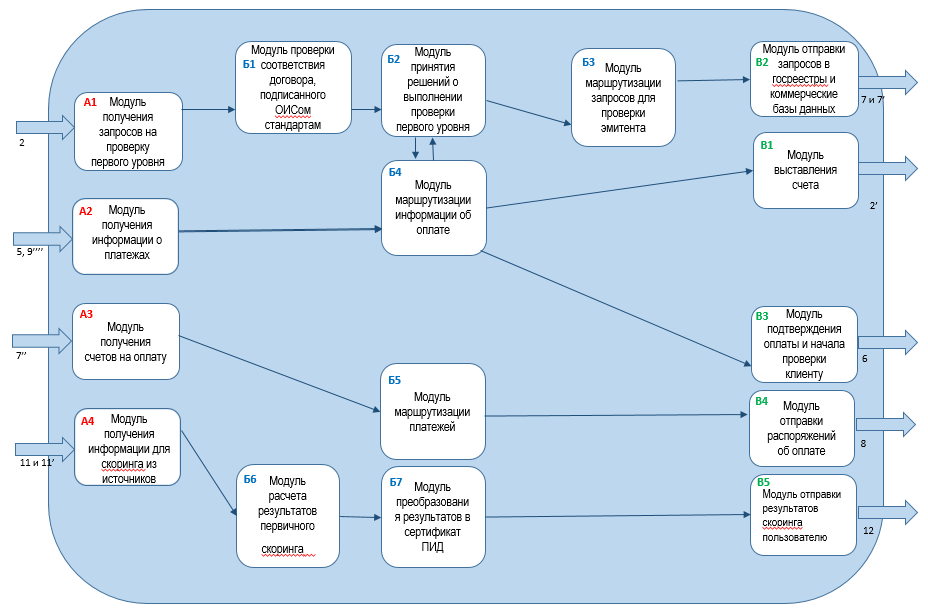 А1 Модуль
получения
запросов на
проверку
первого уровня
2
Модуль проверки
Б1 соответствия
договора,
подписанного
ОИСом
стандартам
Б2 Модуль
принятия
решений о
выполнении
проверки
первого уровня
Б3 Модуль
маршрутизации
запросов для
проверки
эмитента
Модуль отправки
В2 запросов в
госреестры и
коммерческие
базы данных
7 и 7'
В1
Модуль
выставления
счета
2'
А2 Модуль
получения
информации о
платежах
5, 9''''
Б4
Модуль
маршрутизации
информации об
оплате
А3
Модуль
получения
счетов на оплату
7''
В3 Модуль
подтверждения
оплаты и начала
проверки
клиенту
6
Б5
Модуль
маршрутизации
платежей
В4
Модуль
отправки
распоряжений
об оплате
8
А4 Модуль
получения
информации для
скоринга из
источников
11 и 11'
Б6 Модуль
расчета
результатов
первичного
скоринга
Б7 Модуль
преобразовани
я результатов в
сертификат
ПИД
В5
Модуль отправки
результатов
скоринга
пользователю
12